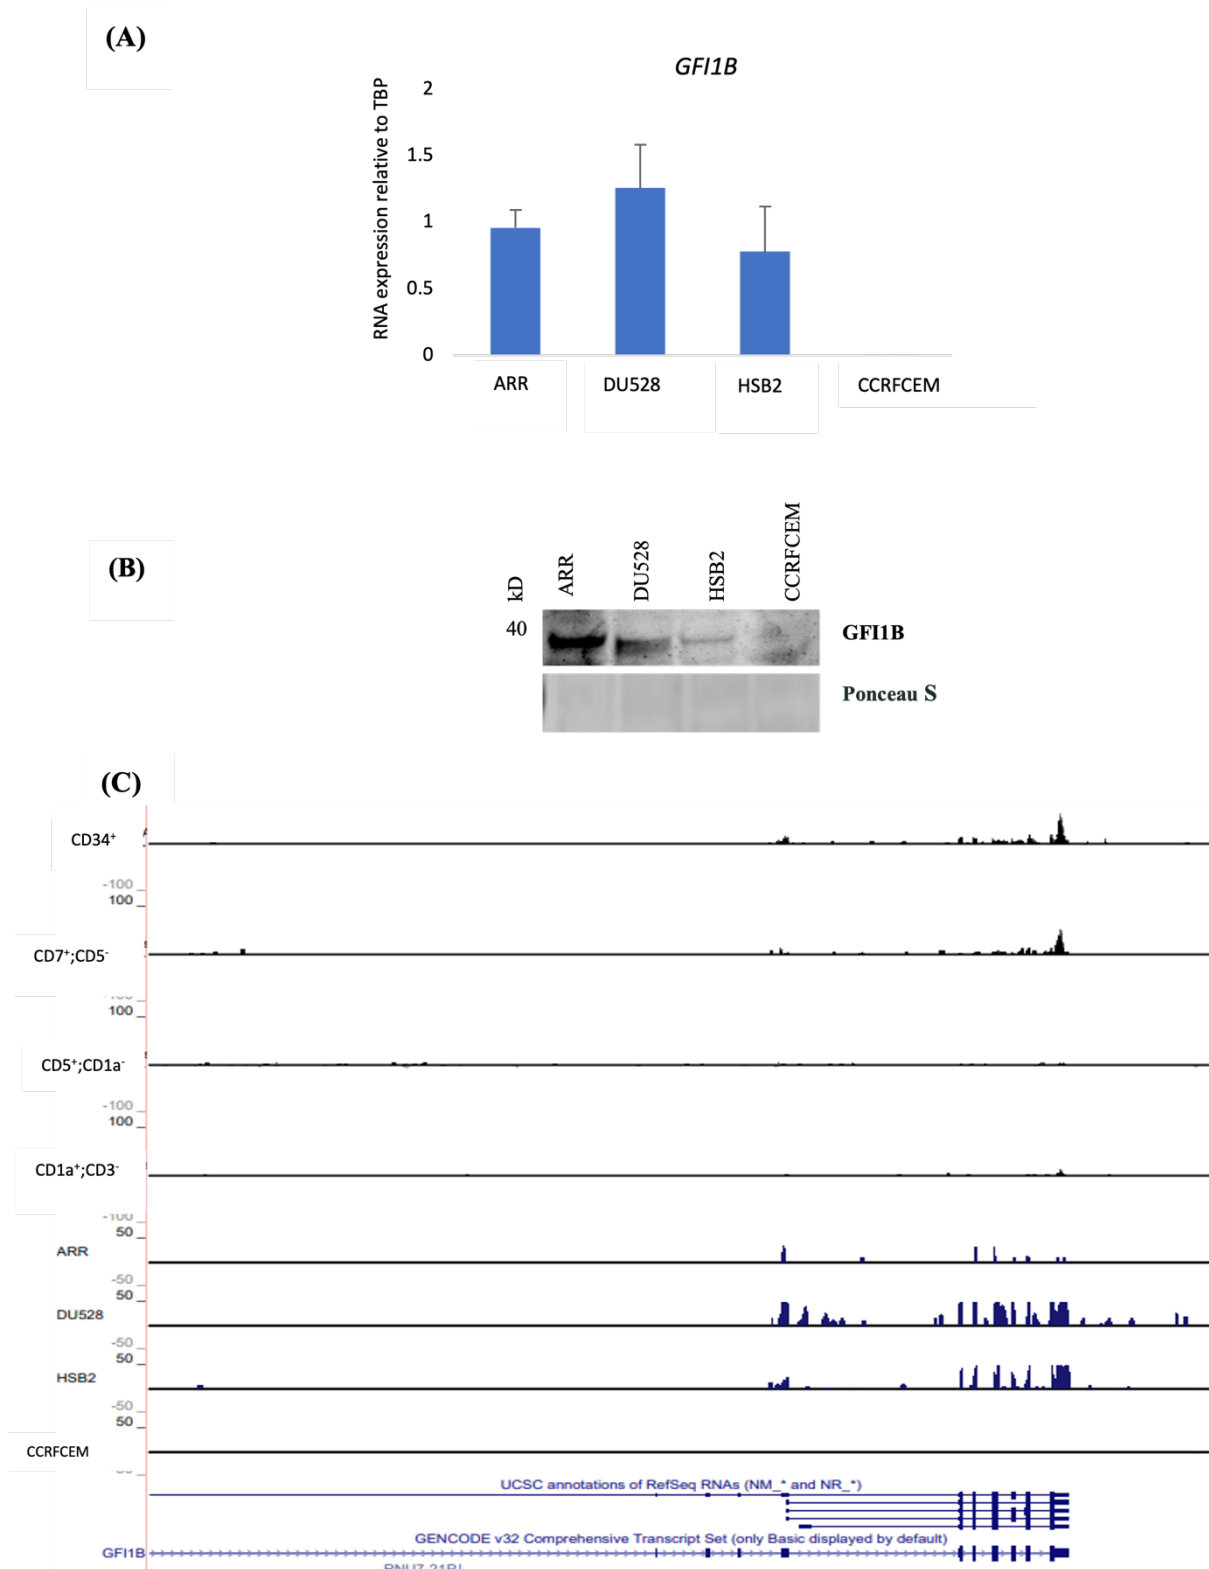 (A)
GFI1B
RNA expression relative to TBP
2
1.5
1
0.5
0
ARR DU528 HSB2 CCRFCEM
(B)
kD ARR DU528 HSB2 CCRFCEM
40 GFI1B
Ponceau S
(C)
CD34+
-100
100
CD7+;CD5-
100
CD5+;CD1a-
-100
100
CD1a+;CD3-
-100
50
ARR
-50
50
DU528
-50
50
HSB2
-50
50
CCRFCEM
UCSC annotations of RefSeq RNAs (NM_* and NR_*)
GENCODE v32 Comprehensive Transcript Set (only Basic displayed by default)
GFI1B